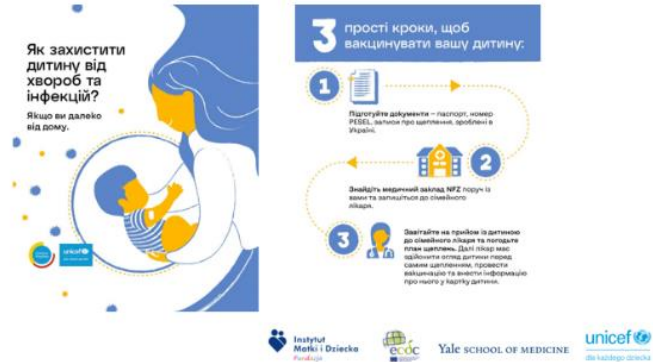 Як захистити
дитину від
хвороб та
інфекцій?
Якщо ви далеко
від дому.
unicef
3 прості кроки, щоб
вакцинувати вашу дитину:
1
Підготуйте документи – паспорт, номер
PESEL, записи про щеплення, зроблені в
Україні.
2
Знайдіть медичний заклад NFZ поруч із
вами та запишіться до сімейного
лікаря.
3
Завітайте на прийом із дитиною
до сімейного лікаря та погодьте
план щеплень. Далі лікар має
здійснити огляд дитини перед
самим щепленням, провести
вакцинацію та внести інформацію
про нього у картку дитини.
Instytut
Matki i Dziecka
Fundacja
ecdc
Yale SCHOOL OF MEDICINE
unicef
dla każdego dziecka